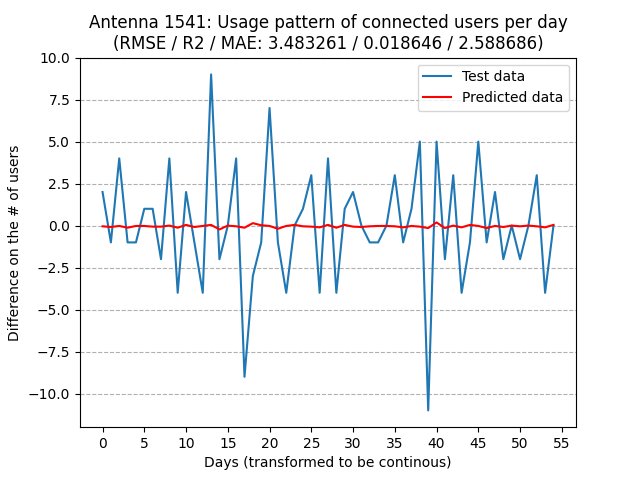 Antenna 1541: Usage pattern of connected users per day
(RMSE / R2 / MAE: 3.483261 / 0.018646 / 2.588686)
Test data
Predicted data
Difference on the # of users
10.0
7.5
5.0
2.5
0.0
−2.5
−5.0
−7.5
−10.0
0 5 10 15 20 25 30 35 40 45 50 55
Days (transformed to be continous)